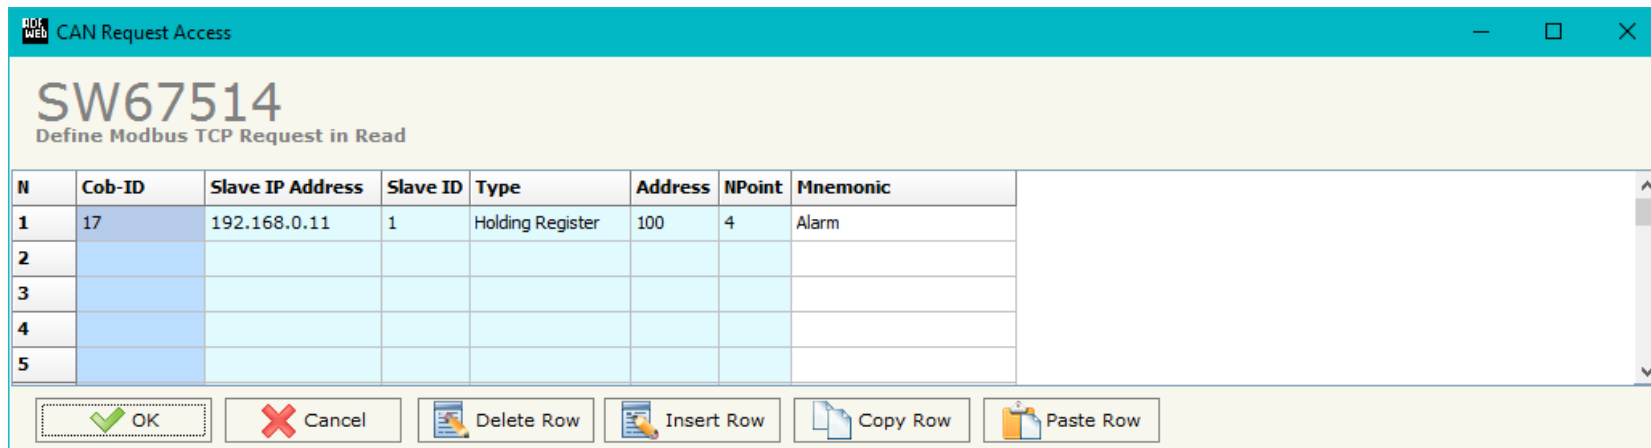 ADF WEB CAN Request Access
SW67514
Define Modbus TCP Request in Read
N Cob-ID Slave IP Address Slave ID Type Address NPoint Mnemonic
1 17 192.168.0.11 1 Holding Register 100 4 Alarm
2
3
4
5
OK Cancel Delete Row Insert Row Copy Row Paste Row